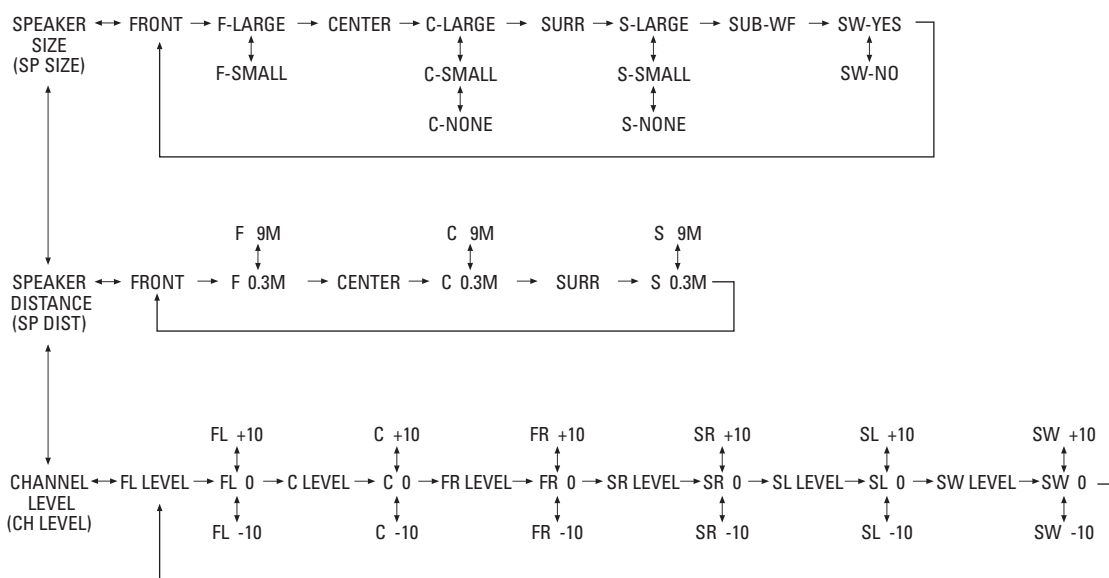 SPEAKER SIZE (SP SIZE) FRONT F-LARGE CENTER C-LARGE SURR S-LARGE SUB-WF SW-YES
F-SMALL C-SMALL S-SMALL SW-NO
C-NONE S-NONE
F 9M C 9M S 9M
SPEAKER DISTANCE (SP DIST) FRONT F 0.3M CENTER C 0.3M SURR S 0.3M
FL +10 C +10 FR +10 SR +10 SL +10 SW +10
CHANNEL LEVEL (CH LEVEL) FL LEVEL FL 0 C LEVEL C 0 FR LEVEL FR 0 SR LEVEL SR 0 SL LEVEL SL 0 SW LEVEL SW 0
FL -10 C -10 FR -10 SR -10 SL -10 SW -10